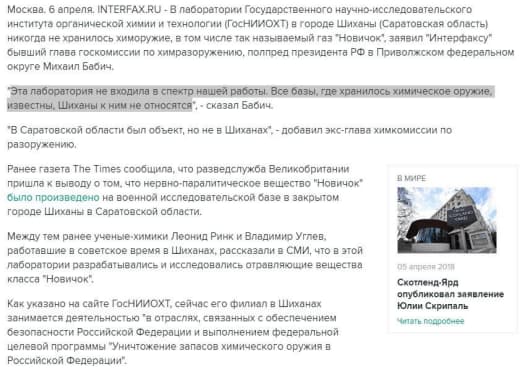 Москва. 6 апреля. INTERFAX.RU - В лаборатории Государственного научно-исследовательского
института органической химии и технологии (ГосНИИОХТ) в городе Шиханы (Саратовская область)
никогда не хранилось химоружие, в том числе так называемый газ "Новичок", заявил "Интерфаксу"
бывший глава госкомиссии по химразоружению, полпред президента РФ в Приволжском федеральном
округе Михаил Бабич.
"Эта лаборатория не входила в спектр нашей работы. Все базы, где хранилось химическое оружие,
известны, Шиханы к ним не относятся", - сказал Бабич.
"В Саратовской области был объект, но не в Шиханах", - добавил экс-глава химкомиссии по
разоружению.
Ранее газета The Times сообщила, что разведслужба Великобритании
пришла к выводу о том, что нервно-паралитическое вещество "Новичок"
было произведено на военной исследовательской базе в закрытом
городе Шиханы в Саратовской области.
Между тем ранее ученые-химики Леонид Ринк и Владимир Углев,
работавшие в советское время в Шиханах, рассказали в СМИ, что в этой
лаборатории разрабатывались и исследовались отравляющие вещества
класса "Новичок".
Как указано на сайте ГосНИИОХТ, сейчас его филиал в Шиханах
занимается деятельностью "в отраслях, связанных с обеспечением
безопасности Российской Федерации и выполнением федеральной
целевой программы "Уничтожение запасов химического оружия в
Российской Федерации".
В МИРЕ
05 апреля 2018
Скотленд-Ярд
опубликовал заявление
Юлии Скрипаль
Читать подробнее